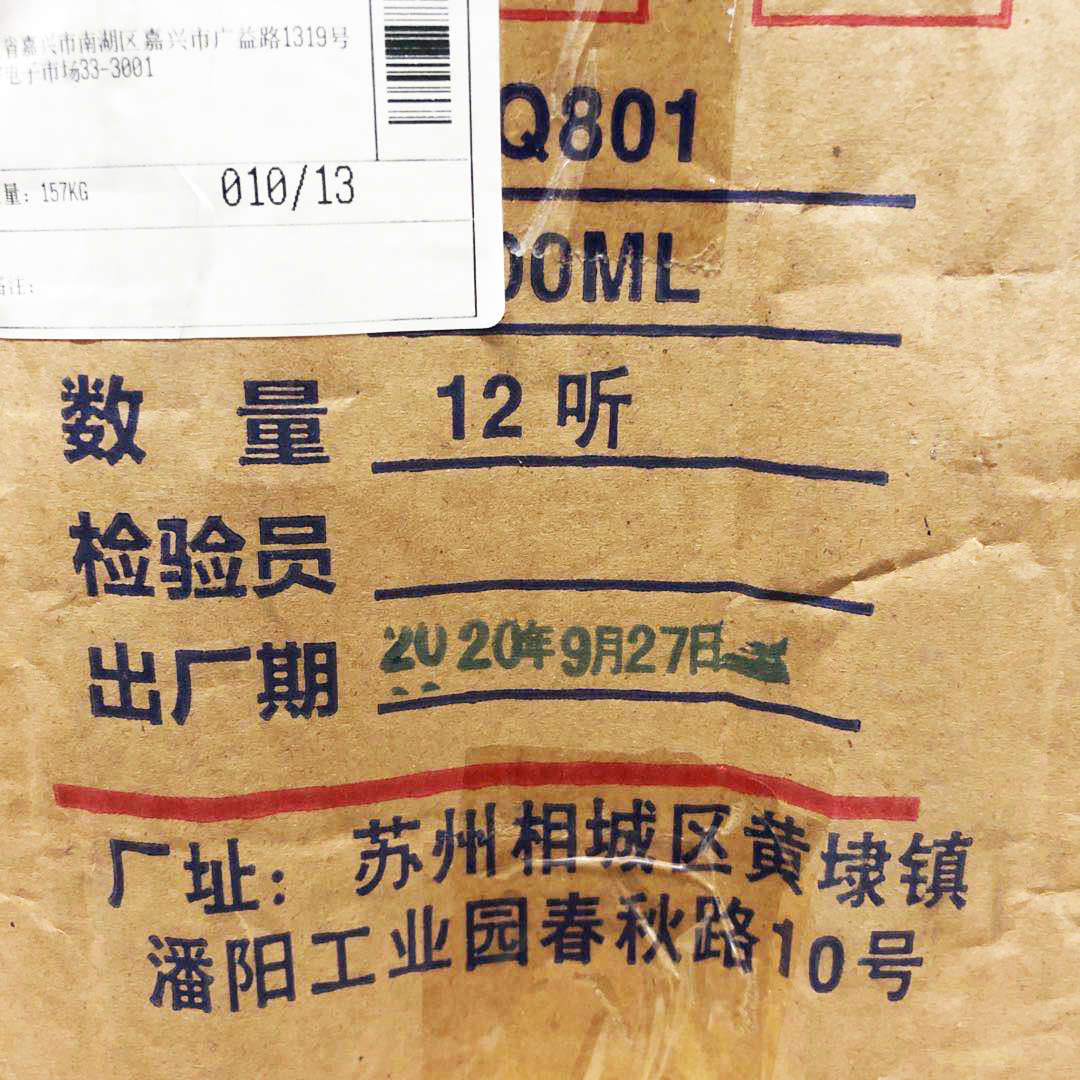 省嘉兴市南湖区嘉兴市广益路1319号
电子市场33-3001
量: 157KG
010/13
Q801
00ML
数量 12听
检验员
出厂期 2020年9月27日
厂址: 苏州相城区黄埭镇
潘阳工业园春秋路10号